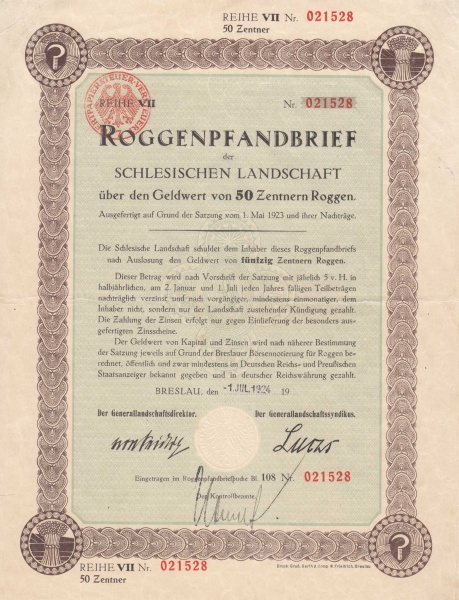 REIHE VII Nr. 021528
50 Zentner
REIHE VII Nr. 021528
ROGGENPFANDBRIEF
der
SCHLESISCHEN LANDSCHAFT
über den Geldwert von 50 Zentnern Roggen.
Ausgefertigt auf Grund der Satzung vom 1. Mai 1923 und ihrer Nachträge.
Die Schlesische Landschaft schuldet dem Inhaber dieses Roggenpfandbriefs
nach Auslosung den Geldwert von fünfzig Zentnern Roggen.
Dieser Betrag wird nach Vorschrift der Satzung mit jährlich 5 v. H. in
halbjährlichen, am 2. Januar und 1. Juli jeden Jahres fälligen Teilbeträgen
nachträglich verzinst und nach vorgängiger, mindestens einmonatiger, dem
Inhaber nicht, sondern nur der Landschaft zustehender Kündigung gezahlt.
Die Zahlung der Zinsen erfolgt nur gegen Einlieferung der besonders aus-
gefertigten Zinsscheine.
Der Geldwert von Kapital und Zinsen wird nach näherer Bestimmung
der Satzung jeweils auf Grund der Breslauer Börsennotierung für Roggen be-
rechnet, öffentlich und zwar mindestens im Deutschen Reichs- und Preußischen
Staatsanzeiger bekannt gegeben und in deutscher Reichswährung gezahlt.
BRESLAU, den -1. JUL. 1924 19
Der Generallandschaftsdirektor. Der Generallandschaftssyndikus.
Lucas
Eingetragen im Roggenpfandbriefbuche Bl. 108 Nr. 021528
Der Kontrollbeamte.
REIHE VII Nr. 021528
50 Zentner